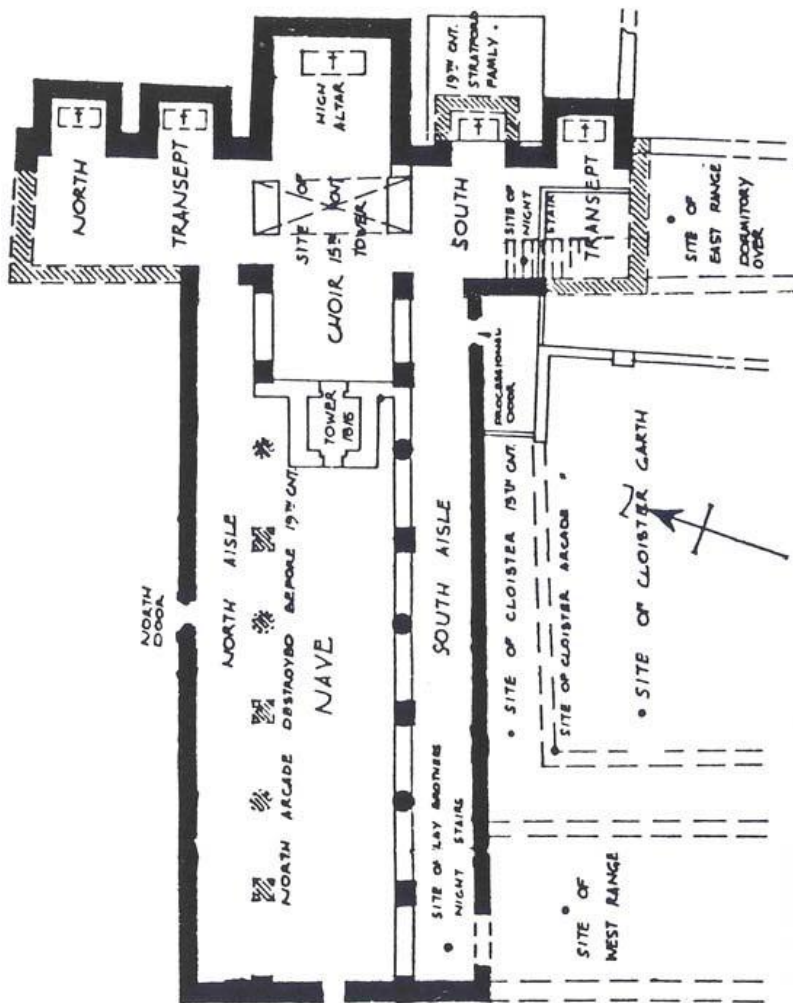 NORTH
TRANSEPT
HIGH
ALTAR
19TH CNT.
STRATFORD
FAMLY.
SITE OF
15TH CNT
TOWER
CHOIR
SOUTH
TRANSEPT
SITE OF
NIGHT
STAIR
SITE OF
EAST RANGE
DORMITORY
OVER
TOWER
1815
PROCESSIONAL
DOOR
NORTH
DOOR
NORTH AISLE
NORTH ARCADE DESTROYED BEFORE 19TH CNT.
NAVE
SOUTH AISLE
SITE OF CLOISTER 13TH CNT.
SITE OF CLOISTER ARCADE "
SITE OF CLOISTER GARTH
SITE OF LAY BROTHERS
NIGHT STAIRS
SITE OF
WEST RANGE